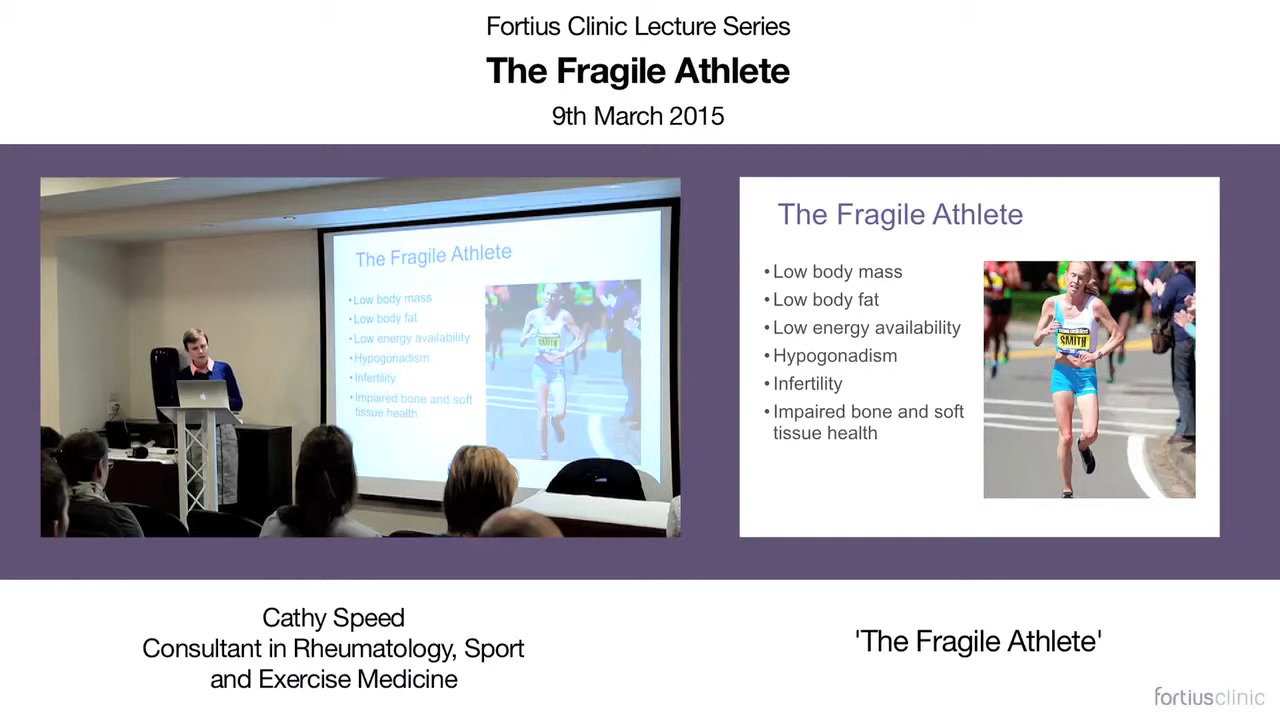 Fortius Clinic Lecture Series
The Fragile Athlete
9th March 2015
The Fragile Athlete
•Low body mass
•Low body fat
•Low energy availability
•Hypogonadism
•Infertility
•Impaired bone and soft
tissue health
The Fragile Athlete
•Low body mass
•Low body fat
•Low energy availability
•Hypogonadism
•Infertility
•Impaired bone and soft
tissue health
SMITH
Cathy Speed
Consultant in Rheumatology, Sport
and Exercise Medicine
'The Fragile Athlete'
fortiusclinic